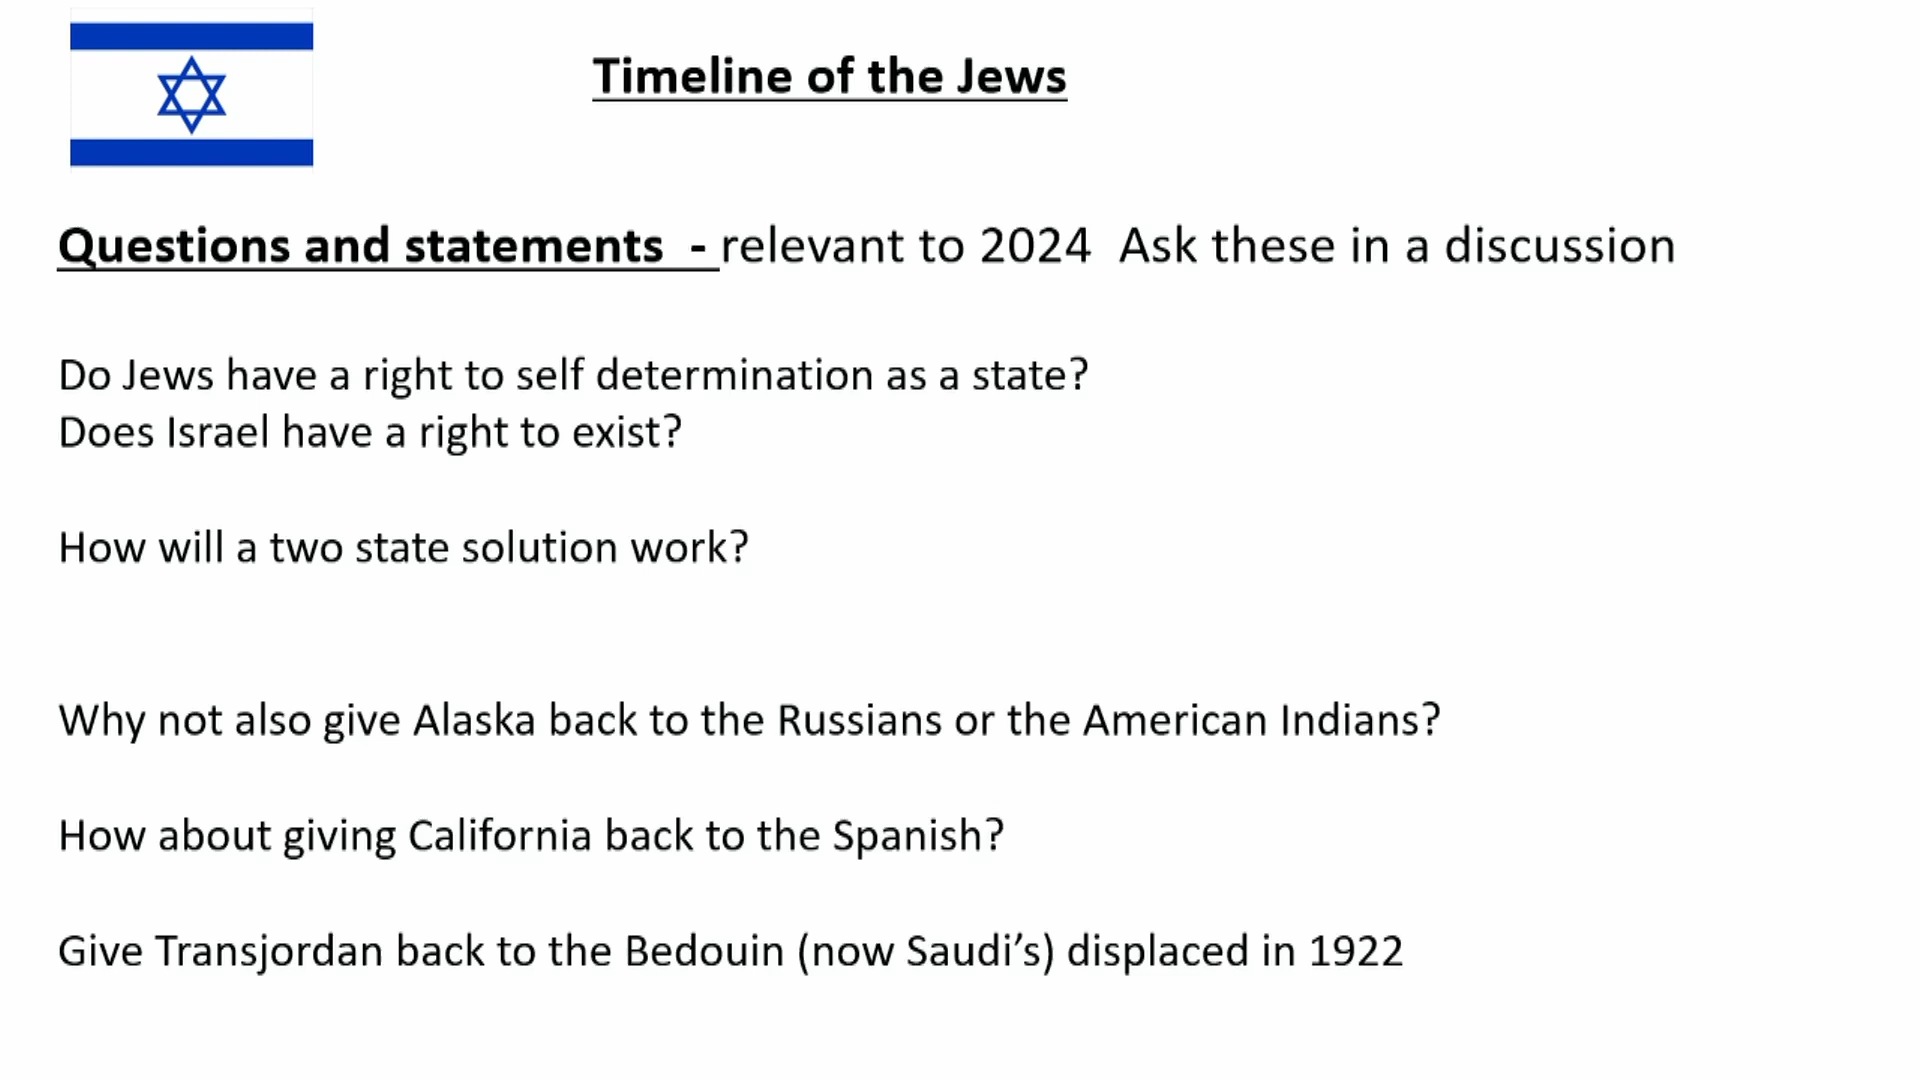 Timeline of the Jews
Questions and statements - relevant to 2024 Ask these in a discussion
Do Jews have a right to self determination as a state?
Does Israel have a right to exist?
How will a two state solution work?
Why not also give Alaska back to the Russians or the American Indians?
How about giving California back to the Spanish?
Give Transjordan back to the Bedouin (now Saudi’s) displaced in 1922